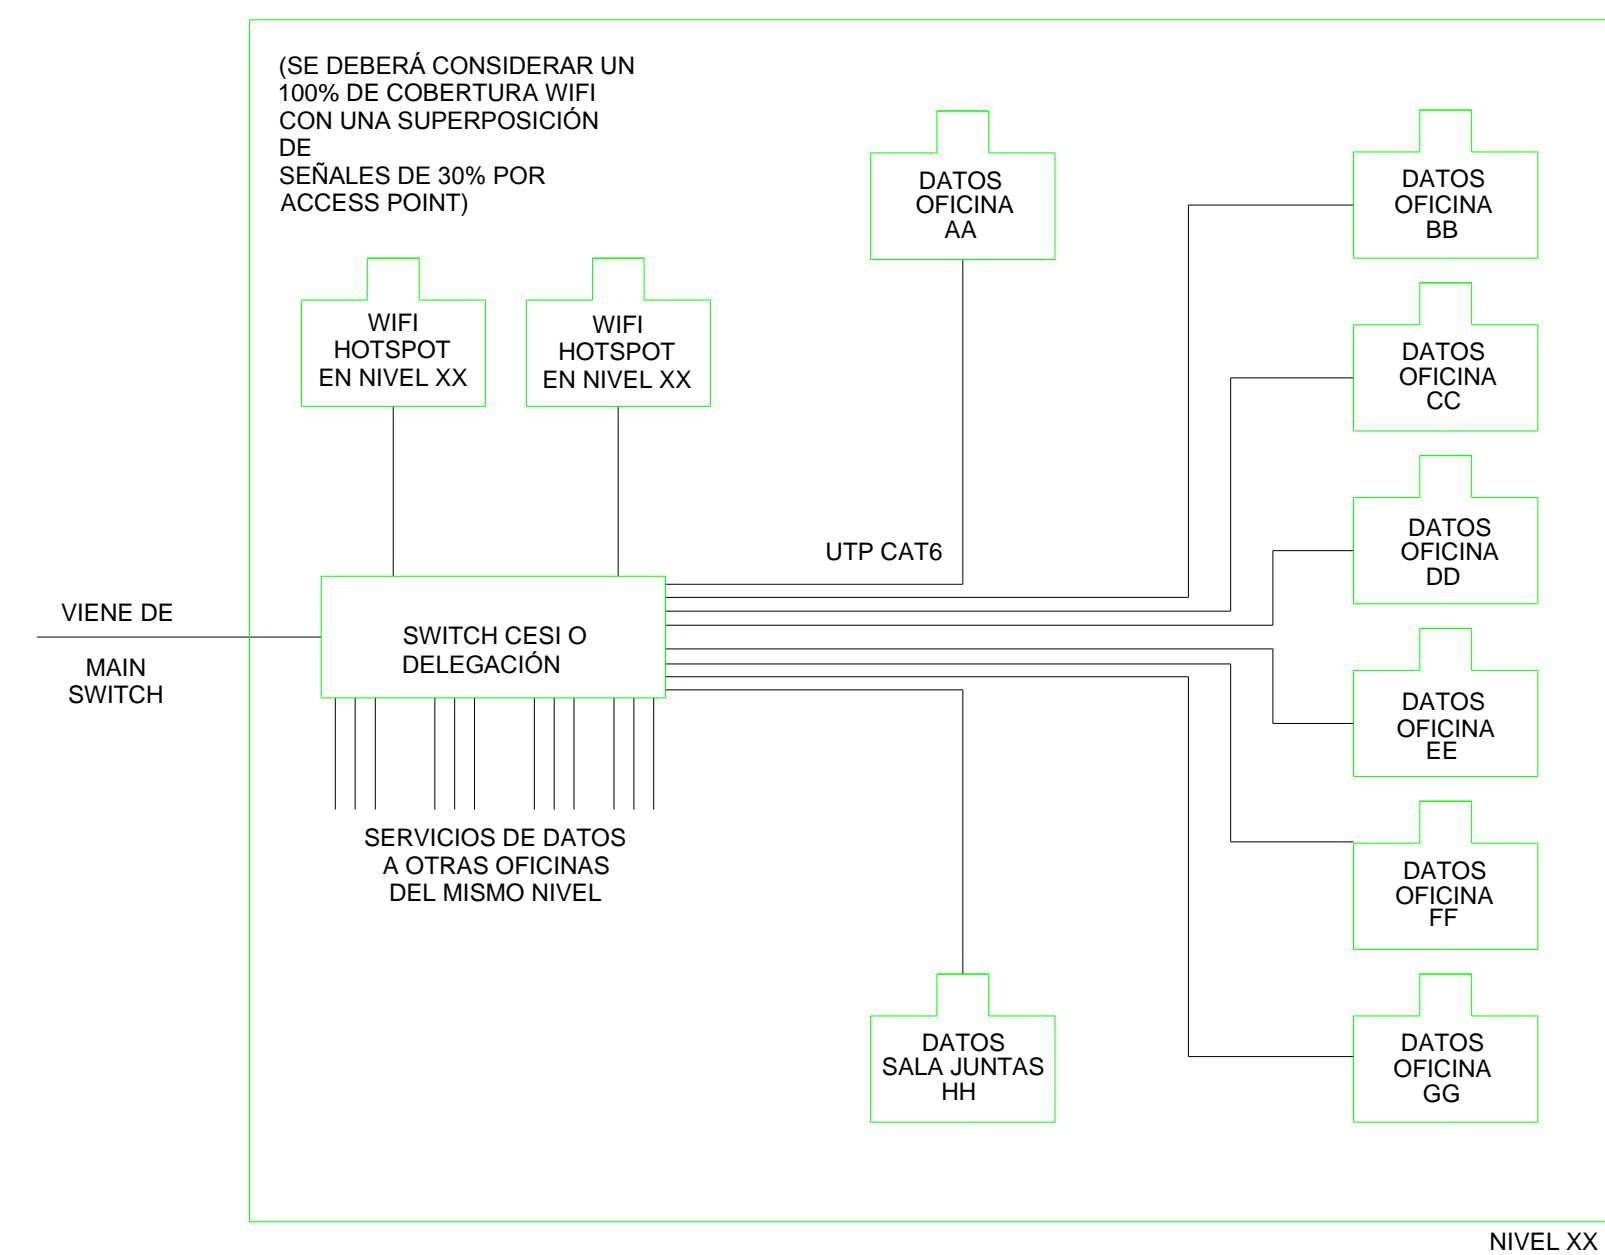 (SE DEBERÁ CONSIDERAR UN
100% DE COBERTURA WIFI
CON UNA SUPERPOSICIÓN
DE
SEÑALES DE 30% POR
ACCESS POINT)
WIFI
HOTSPOT
EN NIVEL XX
WIFI
HOTSPOT
EN NIVEL XX
DATOS
OFICINA
AA
DATOS
OFICINA
BB
DATOS
OFICINA
CC
DATOS
OFICINA
DD
DATOS
OFICINA
EE
DATOS
OFICINA
FF
DATOS
OFICINA
GG
UTP CAT6
VIENE DE
MAIN
SWITCH
SWITCH CESI O
DELEGACIÓN
SERVICIOS DE DATOS
A OTRAS OFICINAS
DEL MISMO NIVEL
DATOS
SALA JUNTAS
HH
NIVEL XX